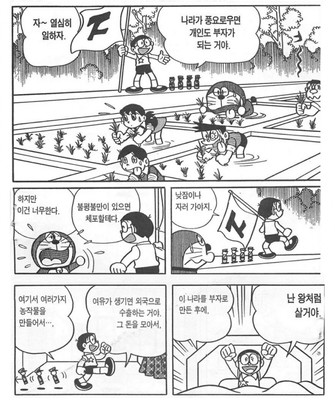 자~ 열심히
일하자.
나라가 풍요로우면
개인도 부자가
되는 거야.
하지만
이건 너무한다.
불평불만이 있으면
체포할테다.
낮잠이나
자러 가야지.
여기서 여러가지
농작물을
만들어서…
여유가 생기면 외국으로
수출하는 거야.
그 돈을 모아서,
이 나라를 부자로
만든 후에,
난 왕처럼
살거야.